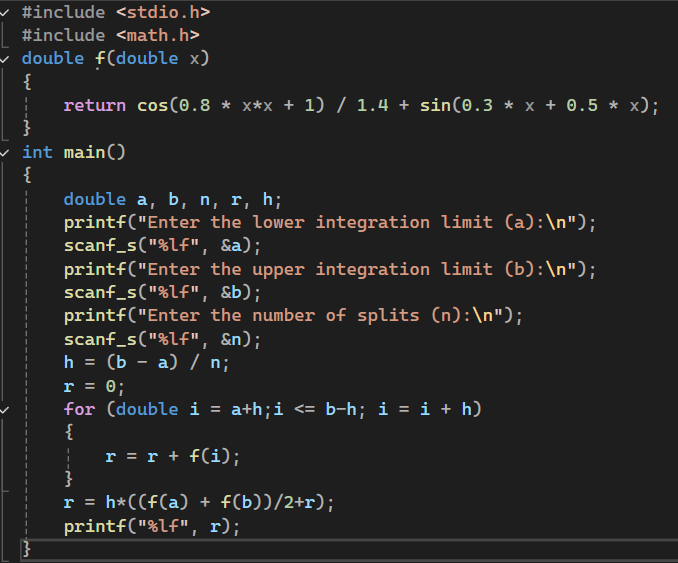 #include <stdio.h>
#include <math.h>
double f(double x)
{
    return cos(0.8 * x*x + 1) / 1.4 + sin(0.3 * x + 0.5 * x);
}
int main()
{
    double a, b, n, r, h;
    printf("Enter the lower integration limit (a):\n");
    scanf_s("%lf", &a);
    printf("Enter the upper integration limit (b):\n");
    scanf_s("%lf", &b);
    printf("Enter the number of splits (n):\n");
    scanf_s("%lf", &n);
    h = (b - a) / n;
    r = 0;
    for (double i = a+h;i <= b-h; i = i + h)
    {
        r = r + f(i);
    }
    r = h*((f(a) + f(b))/2+r);
    printf("%lf", r);
}